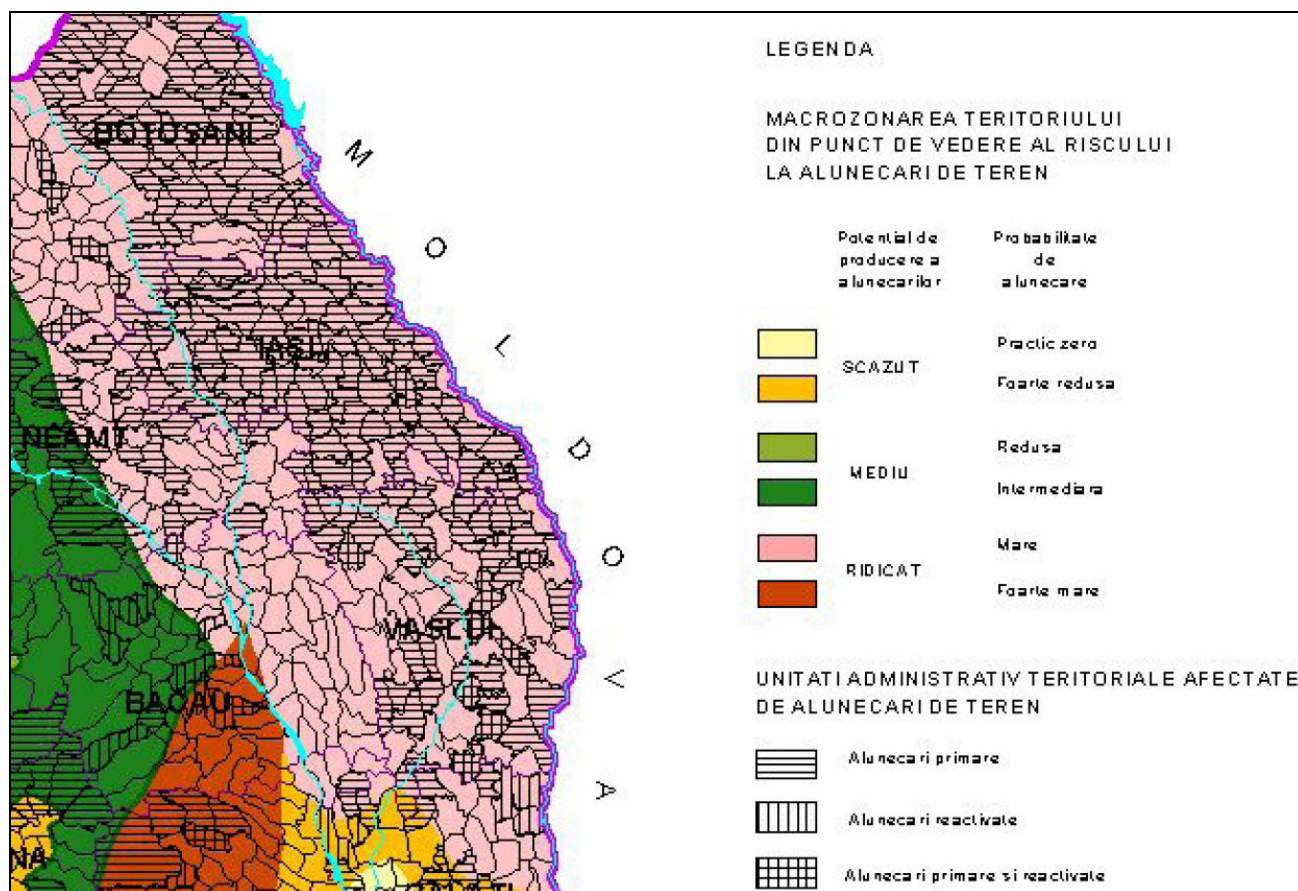 BOTOSANI
IASI
NEAMT
VASLUI
BACAU
NA
M
O
L
D
O
V
A
LEGENDA
MACROZONAREA TERITORIULUI
DIN PUNCT DE VEDERE AL RISCULUI
LA ALUNECARI DE TEREN
Potential de
producere a
alunecarilor
Probabilitate
de
alunecare
SCAZUT
Practic zero
Foarte redusa
MEDIU
Redusa
Intermediara
RIDICAT
Mare
Foarte mare
UNITATI ADMINISTRATIV TERITORIALE AFECTATE
DE ALUNECARI DE TEREN
Alunecari primare
Alunecari reactivate
Alunecari primare si reactivate